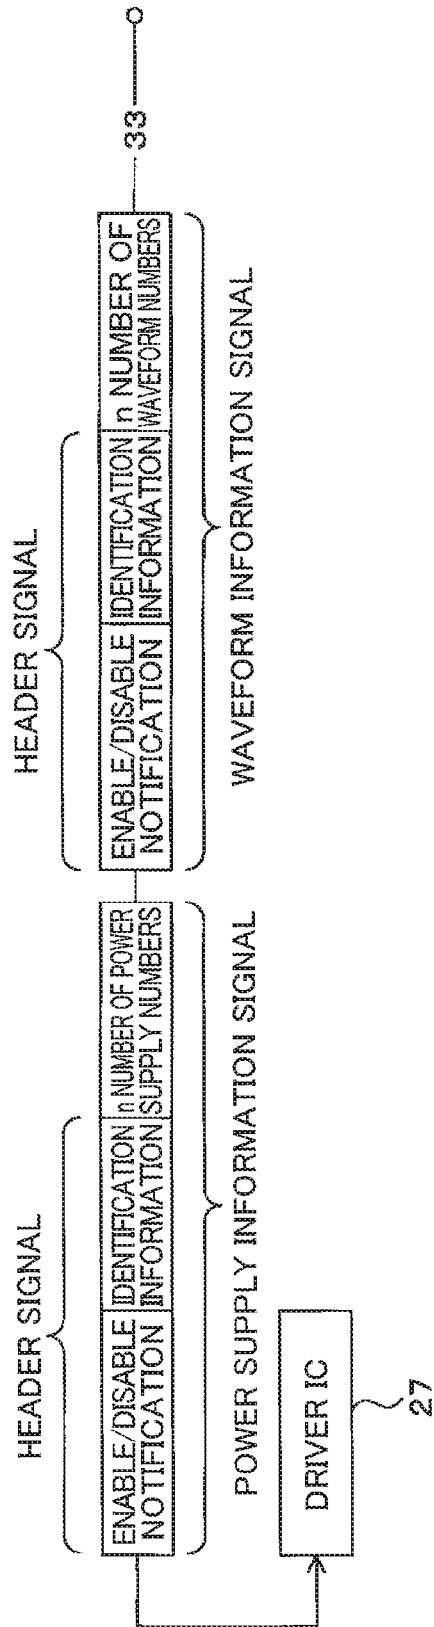 HEADER SIGNAL
HEADER SIGNAL
ENABLE/DISABLE
NOTIFICATION
IDENTIFICATION
INFORMATION
n NUMBER OF POWER
SUPPLY NUMBERS
ENABLE/DISABLE
NOTIFICATION
IDENTIFICATION
INFORMATION
n NUMBER OF
WAVEFORM NUMBERS
33
POWER SUPPLY INFORMATION SIGNAL
WAVEFORM INFORMATION SIGNAL
DRIVER IC
27